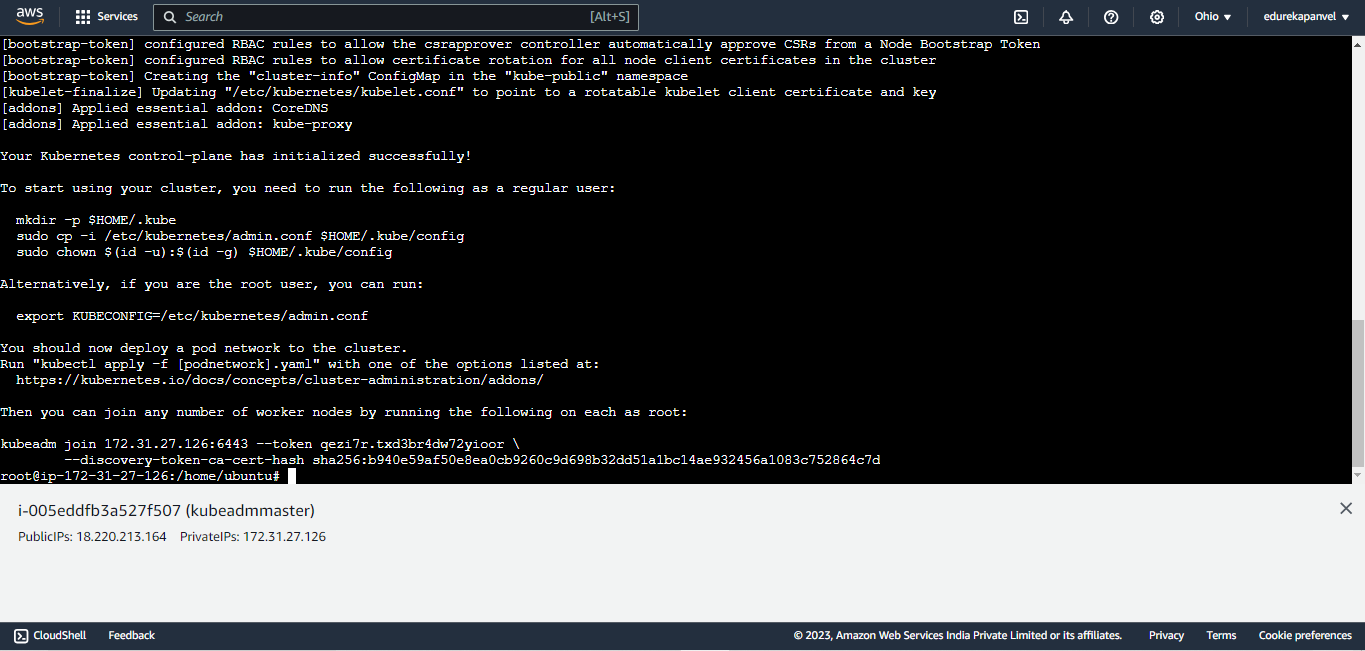 aws
Services
Search
[Alt+S]
Ohio
edurekapanvel
[bootstrap-token] configured RBAC rules to allow the csrapprover controller automatically approve CSRs from a Node Bootstrap Token
[bootstrap-token] configured RBAC rules to allow certificate rotation for all node client certificates in the cluster
[bootstrap-token] Creating the "cluster-info" ConfigMap in the "kube-public" namespace
[kubelet-finalize] Updating "/etc/kubernetes/kubelet.conf" to point to a rotatable kubelet client certificate and key
[addons] Applied essential addon: CoreDNS
[addons] Applied essential addon: kube-proxy
Your Kubernetes control-plane has initialized successfully!
To start using your cluster, you need to run the following as a regular user:
mkdir -p $HOME/.kube
sudo cp -i /etc/kubernetes/admin.conf $HOME/.kube/config
sudo chown $(id -u):$(id -g) $HOME/.kube/config
Alternatively, if you are the root user, you can run:
export KUBECONFIG=/etc/kubernetes/admin.conf
You should now deploy a pod network to the cluster.
Run "kubectl apply -f [podnetwork].yaml" with one of the options listed at:
https://kubernetes.io/docs/concepts/cluster-administration/addons/
Then you can join any number of worker nodes by running the following on each as root:
kubeadm join 172.31.27.126:6443 --token qezi7r.txd3br4dw72yioor \
--discovery-token-ca-cert-hash sha256:b940e59af50e8ea0cb9260c9d698b32dd51a1bc14ae932456a1083c752864c7d
root@ip-172-31-27-126:/home/ubuntu#
i-005eddfb3a527f507 (kubeadmmaster)
PublicIPs: 18.220.213.164 PrivateIPs: 172.31.27.126
CloudShell
Feedback
© 2023, Amazon Web Services India Private Limited or its affiliates.
Privacy
Terms
Cookie preferences